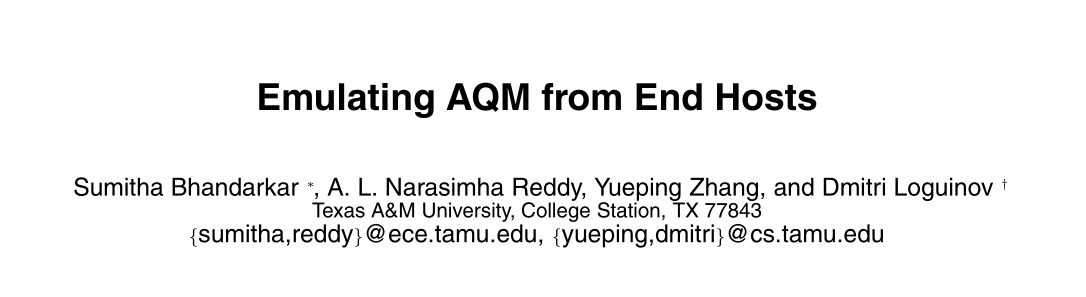 Emulating AQM from End Hosts
Sumitha Bhandarkar *, A. L. Narasimha Reddy, Yueping Zhang, and Dmitri Loguinov †
Texas A&M University, College Station, TX 77843
{sumitha,reddy}@ece.tamu.edu, {yueping,dmitri}@cs.tamu.edu